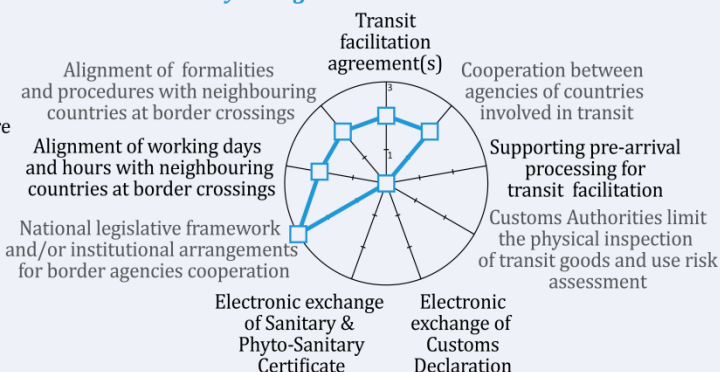 Transit
facilitation
agreement(s)
Alignment of formalities
and procedures with neighbouring
countries at border crossings
Cooperation between
agencies of countries
involved in transit
3
1
Alignment of working days
and hours with neighbouring
countries at border crossings
Supporting pre-arrival
processing for
transit facilitation
National legislative framework
and/or institutional arrangements
for border agencies cooperation
Customs Authorities limit
the physical inspection
of transit goods and use risk
assessment
Electronic exchange
of Sanitary &
Phyto-Sanitary
Certificate
Electronic
exchange of
Customs
Declaration